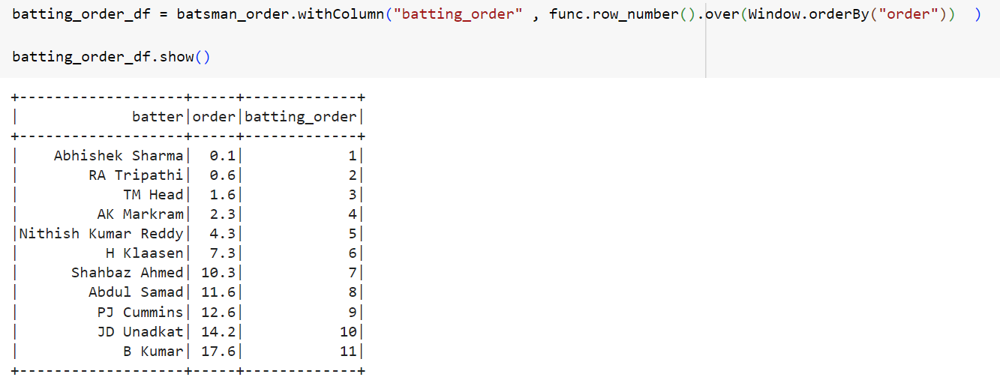 batting_order_df = batsman_order.withColumn("batting_order" , func.row_number().over(Window.orderBy("order"))  )
batting_order_df.show()
+-------------------+-----+-------------+
|             batter|order|batting_order|
+-------------------+-----+-------------+
|    Abhishek Sharma|  0.1|            1|
|        RA Tripathi|  0.6|            2|
|            TM Head|  1.6|            3|
|         AK Markram|  2.3|            4|
|Nithish Kumar Reddy|  4.3|            5|
|          H Klaasen|  7.3|            6|
|      Shahbaz Ahmed| 10.3|            7|
|        Abdul Samad| 11.6|            8|
|         PJ Cummins| 12.6|            9|
|         JD Unadkat| 14.2|           10|
|            B Kumar| 17.6|           11|
+-------------------+-----+-------------+